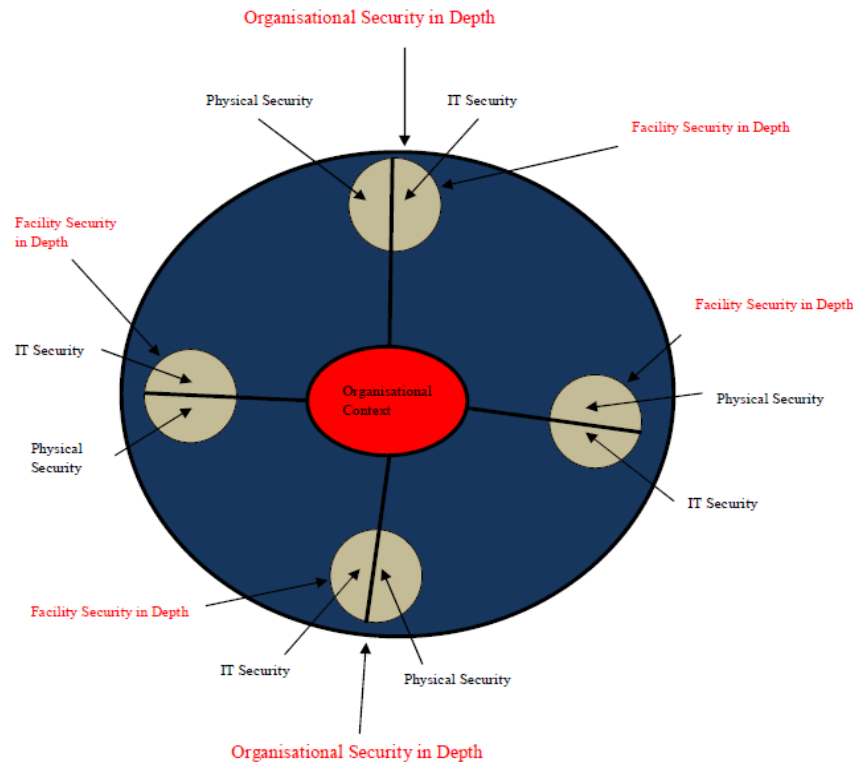 Organisational Security in Depth
Physical Security
IT Security
Facility Security in Depth
Facility Security
in Depth
Facility Security in Depth
IT Security
Organisational
Context
Physical Security
Physical
Security
IT Security
Facility Security in Depth
IT Security
Physical Security
Organisational Security in Depth